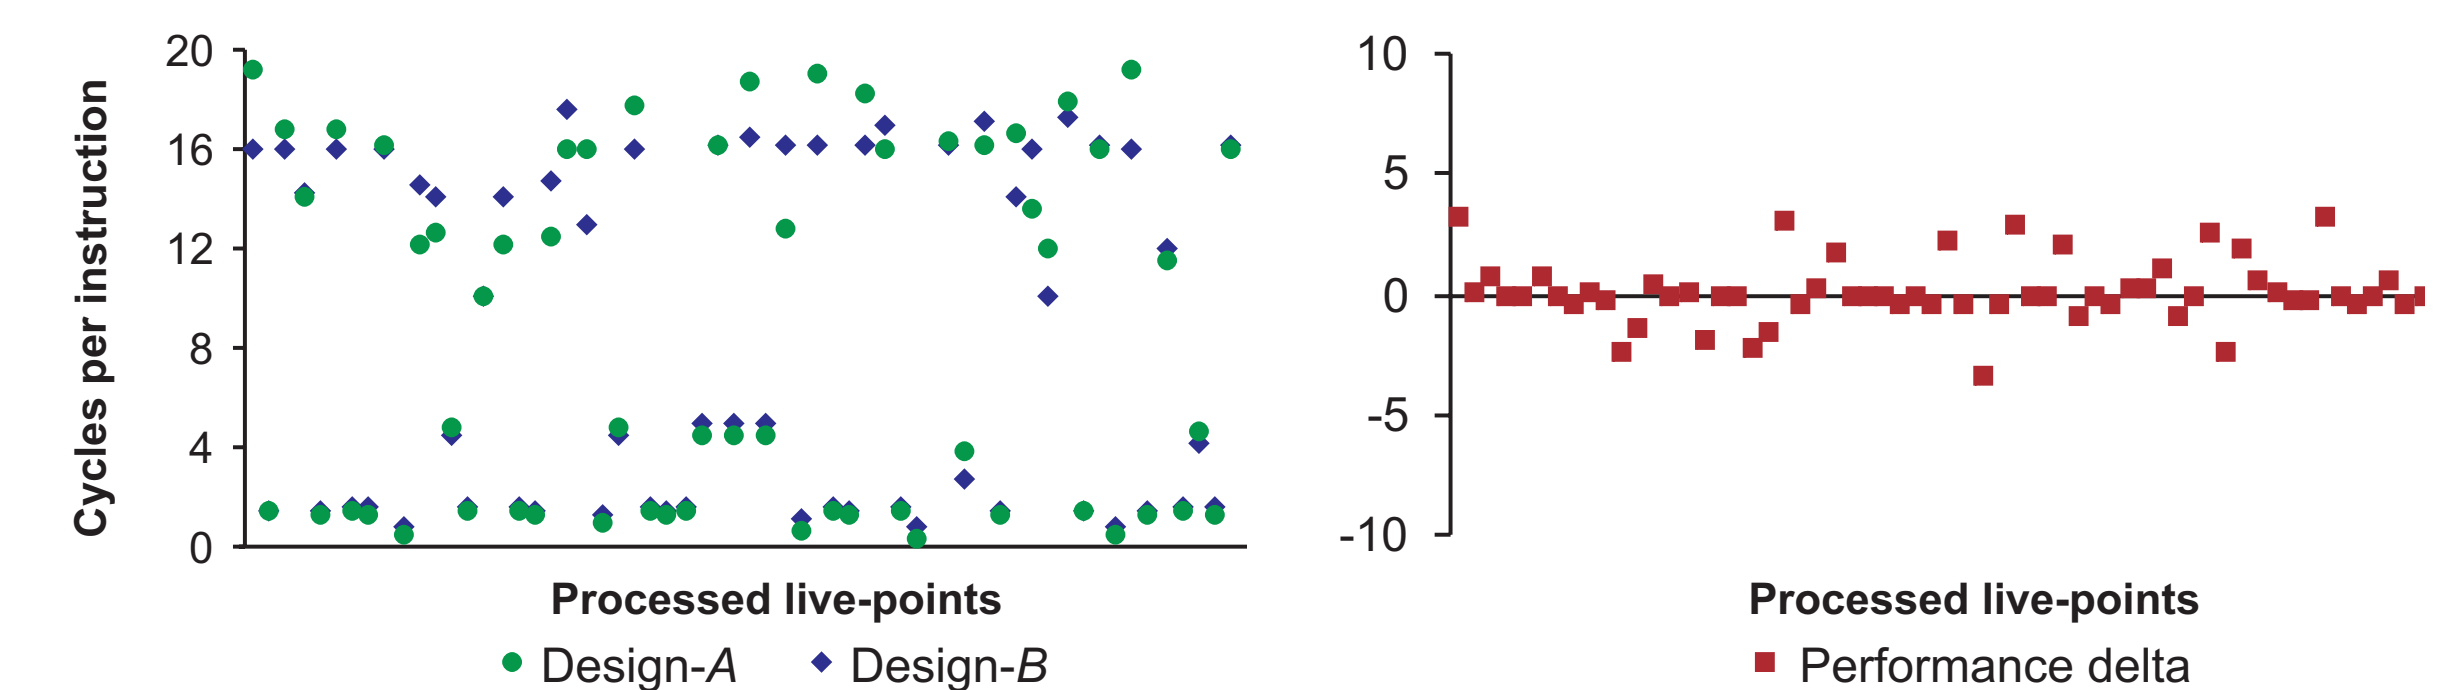 Cycles per instruction
20
16
12
8
4
0
Processed live-points
Design-A Design-B
10
5
0
-5
-10
Processed live-points
Performance delta